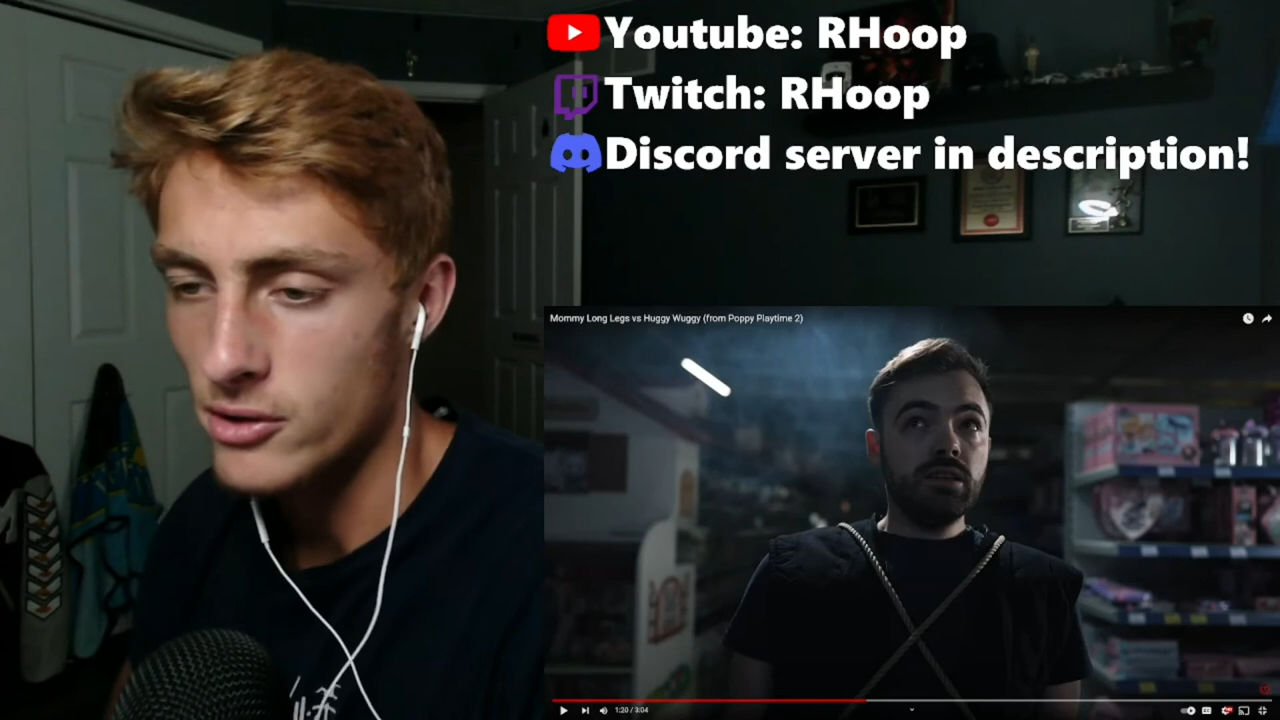 Youtube: RHoop
Twitch: RHoop
Discord server in description!
Mommy Long Legs vs Huggy Wuggy (from Poppy Playtime 2)
1:20 / 3:04